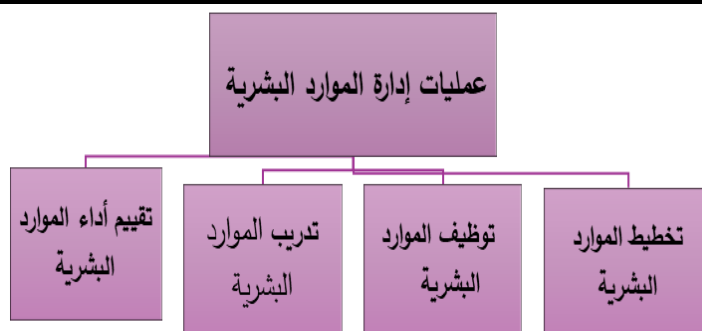 عمليات إدارة الموارد البشرية
تخطيط الموارد
البشرية
توظيف الموارد
البشرية
تدريب الموارد
البشرية
تقييم أداء الموارد
البشرية